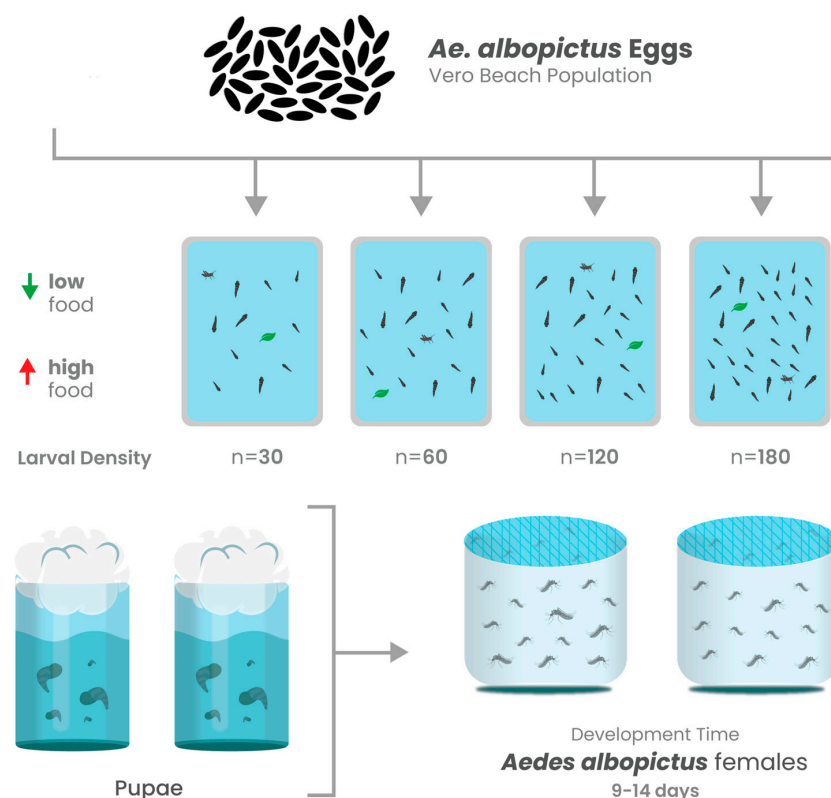 Ae. albopictus Eggs
Vero Beach Population
low
food
high
food
Larval Density
n=30
n=60
n=120
n=180
Pupae
Development Time
Aedes albopictus females
9-14 days